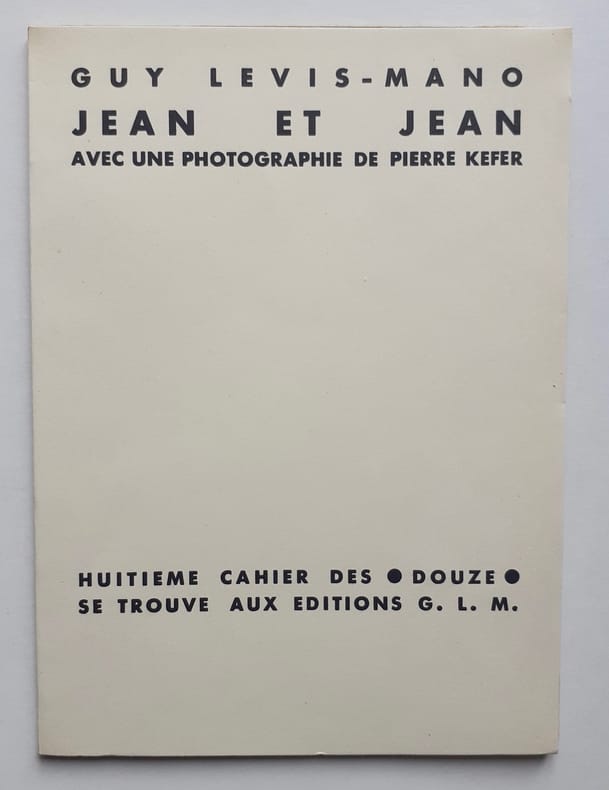 GUY LEVIS-MANO
JEAN ET JEAN
AVEC UNE PHOTOGRAPHIE DE PIERRE KEFER
HUITIEME CAHIER DES ● DOUZE ●
SE TROUVE AUX EDITIONS G. L. M.